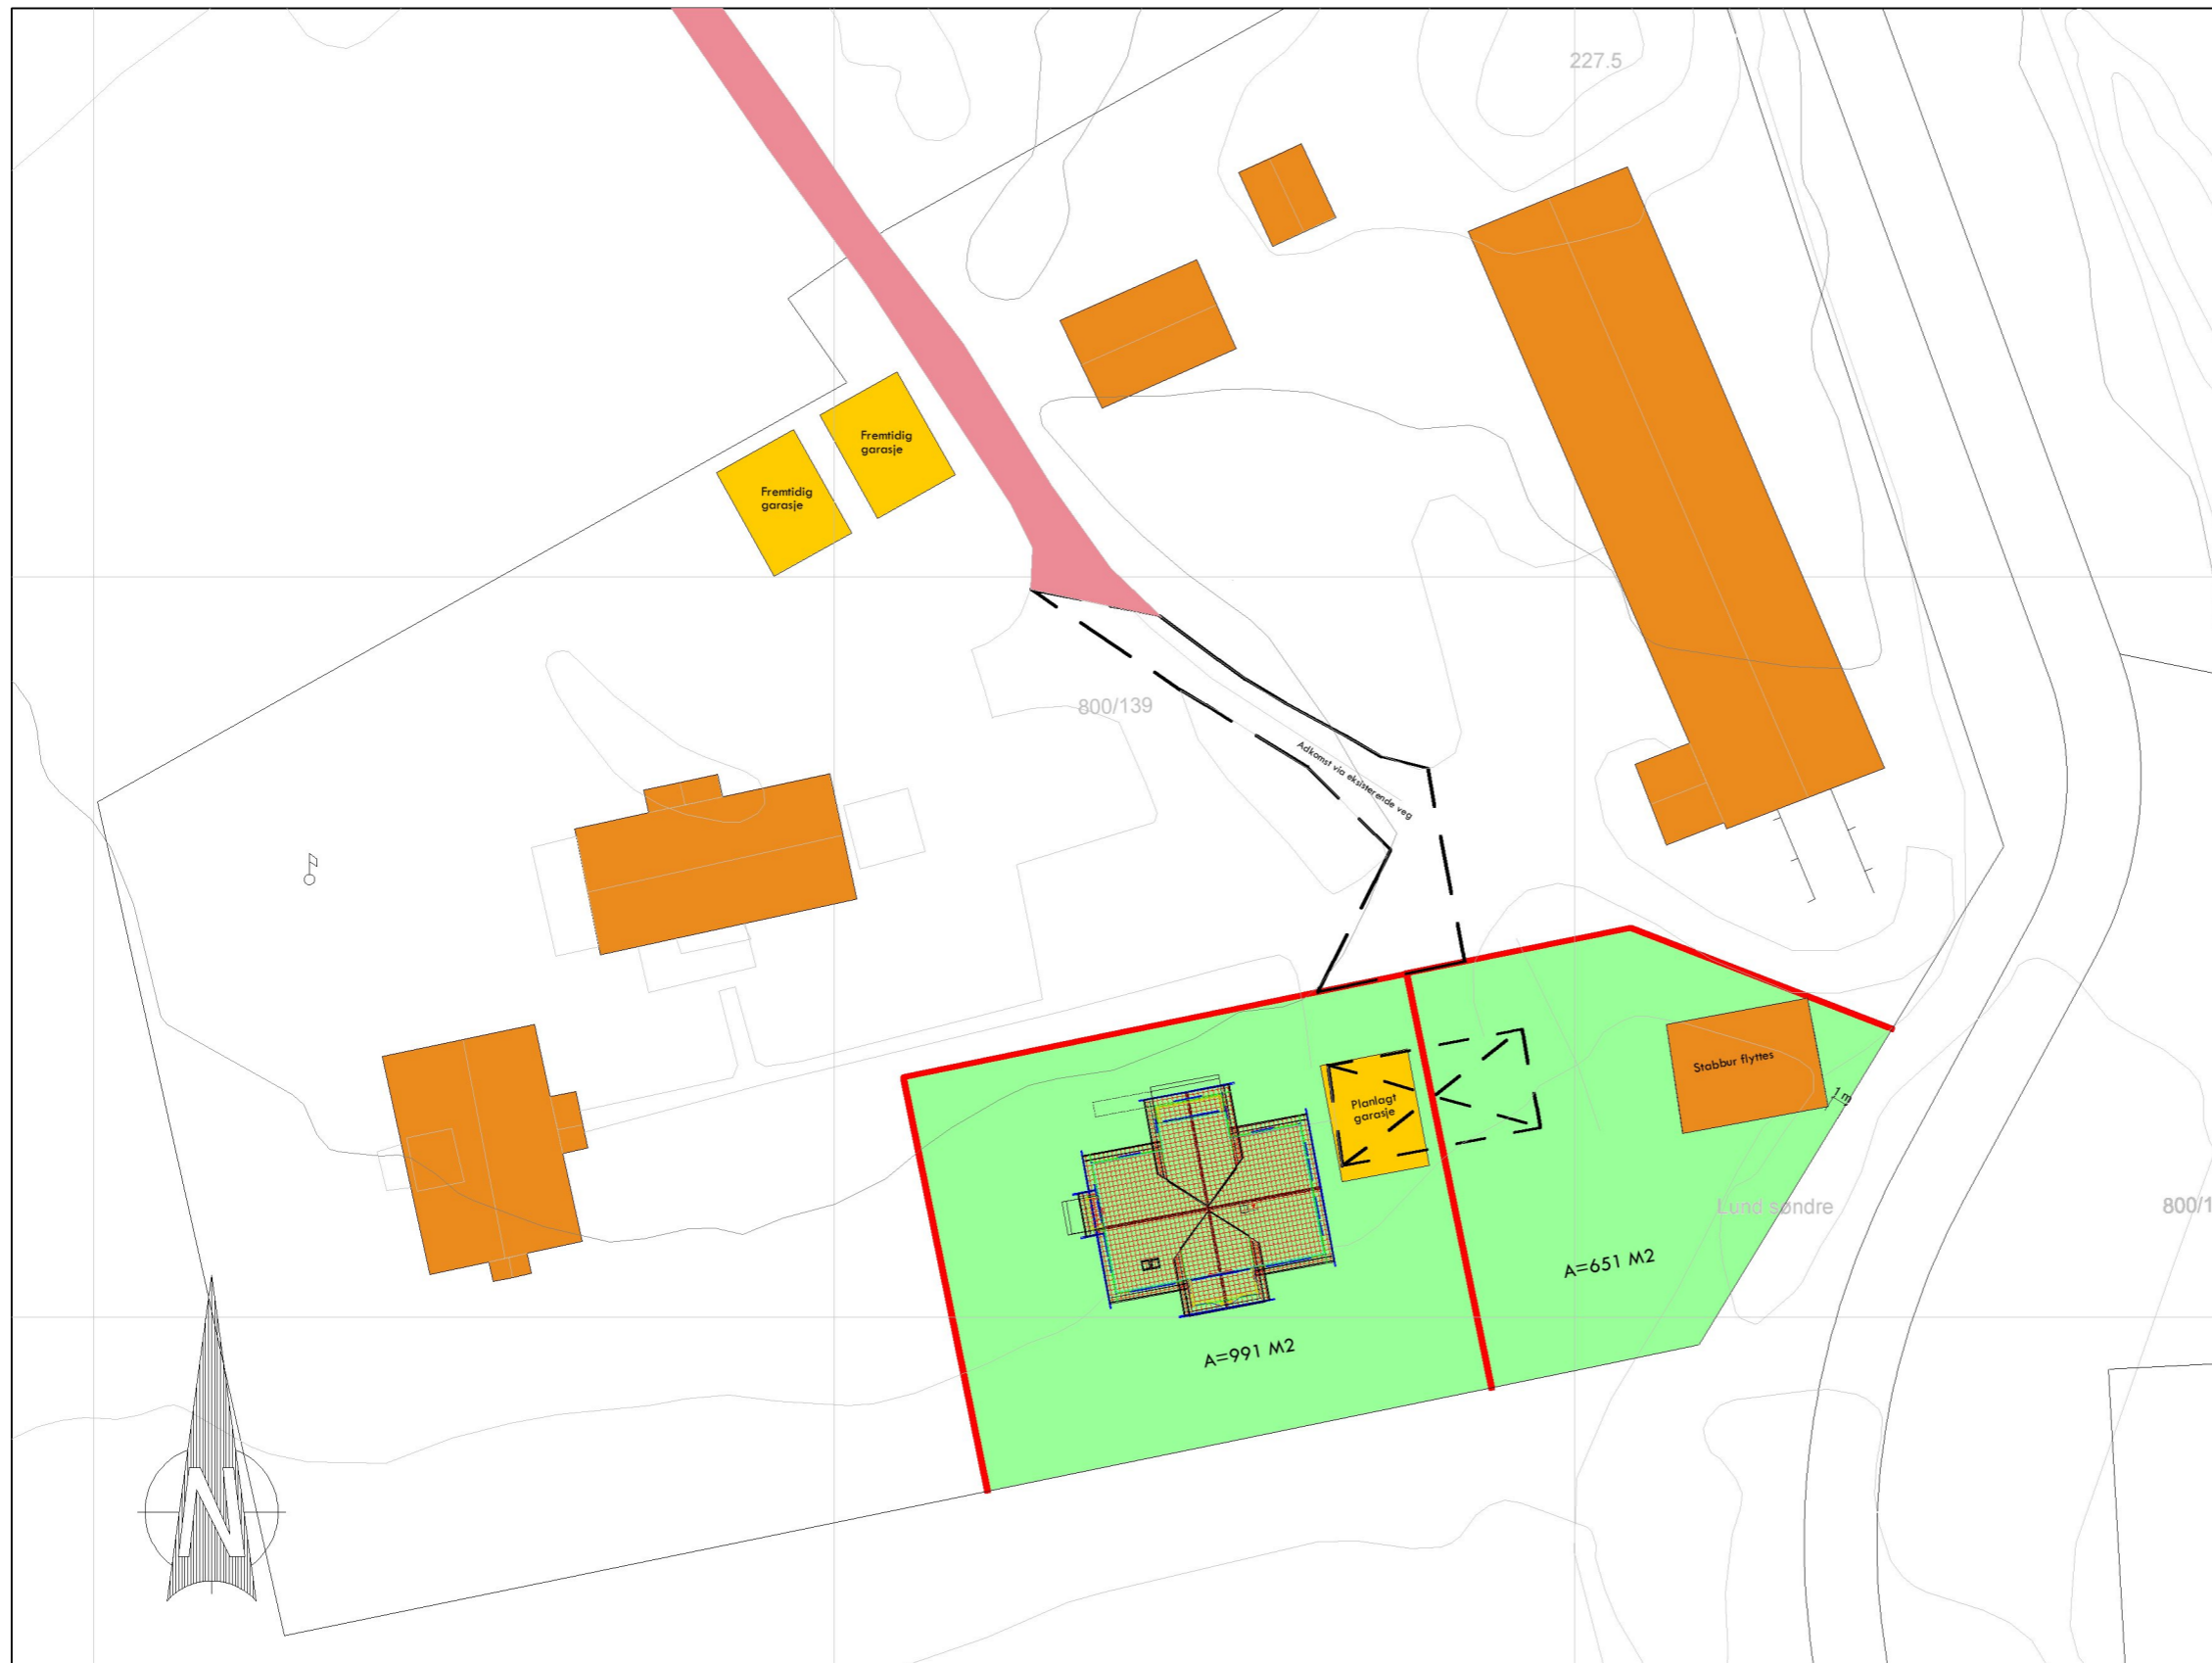 227.5
Fremtidig
garasje
Fremtidig
garasje
800/139
Adkomst via eksisterende veg
Stabbur flyttes
1 m
Planlagt
garasje
Lund søndre
800/1
A=651 M2
A=991 M2
N